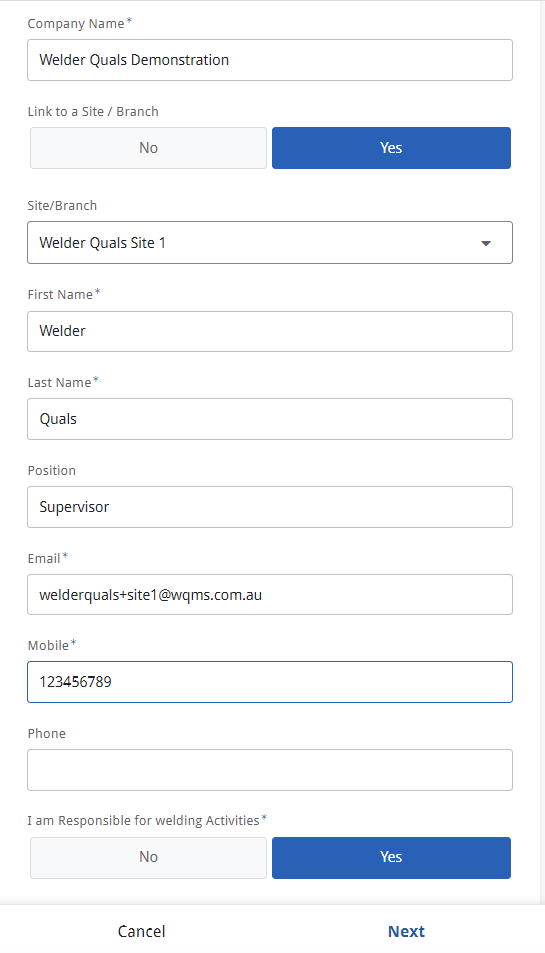 Company Name*
Welder Quals Demonstration
Link to a Site / Branch
No Yes
Site/Branch
Welder Quals Site 1
First Name*
Welder
Last Name*
Quals
Position
Supervisor
Email*
welderquals+site1@wqms.com.au
Mobile*
123456789
Phone
I am Responsible for welding Activities*
No Yes
Cancel Next